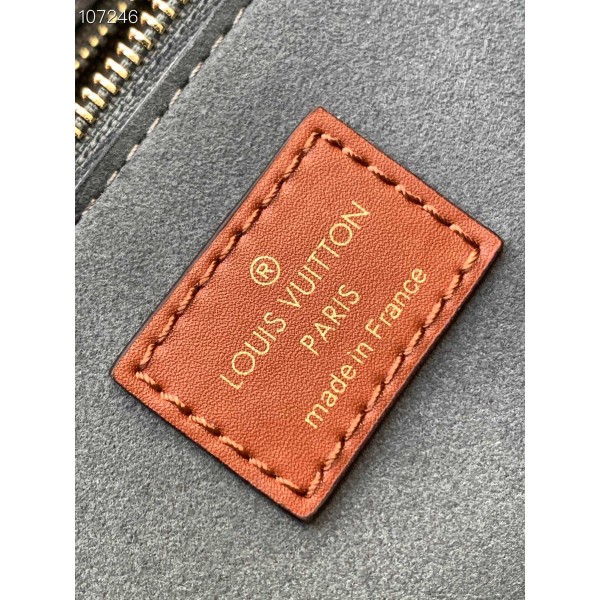 107246
®
LOUIS VUITTON
PARIS
made in France